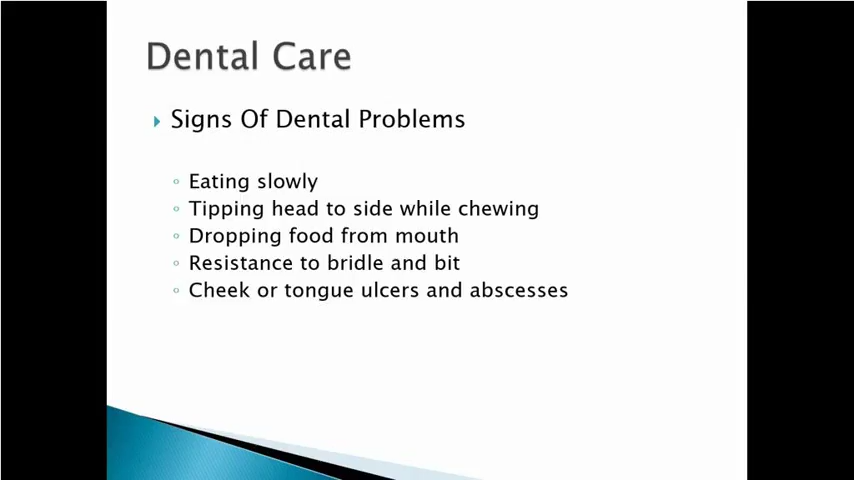 Dental Care
Signs Of Dental Problems
Eating slowly
Tipping head to side while chewing
Dropping food from mouth
Resistance to bridle and bit
Cheek or tongue ulcers and abscesses